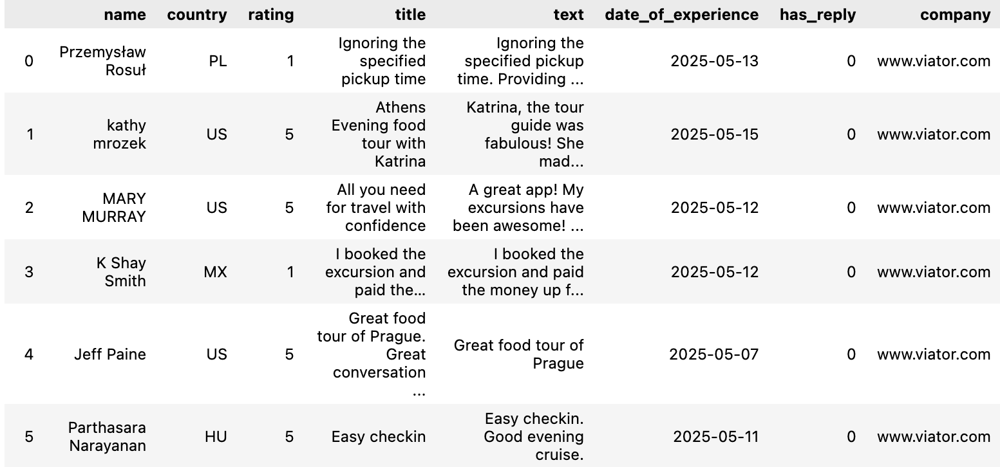 name country rating title text date_of_experience has_reply company
0 Przemysław Rosuł PL 1 Ignoring the specified pickup time Ignoring the specified pickup time. Providing ... 2025-05-13 0 www.viator.com
1 kathy mrozek US 5 Athens Evening food tour with Katrina Katrina, the tour guide was fabulous! She mad... 2025-05-15 0 www.viator.com
2 MARY MURRAY US 5 All you need for travel with confidence A great app! My excursions have been awesome! ... 2025-05-12 0 www.viator.com
3 K Shay Smith MX 1 I booked the excursion and paid the... I booked the excursion and paid the money up f... 2025-05-12 0 www.viator.com
4 Jeff Paine US 5 Great food tour of Prague. Great conversation ... Great food tour of Prague 2025-05-07 0 www.viator.com
5 Parthasara Narayanan HU 5 Easy checkin Easy checkin. Good evening cruise. 2025-05-11 0 www.viator.com